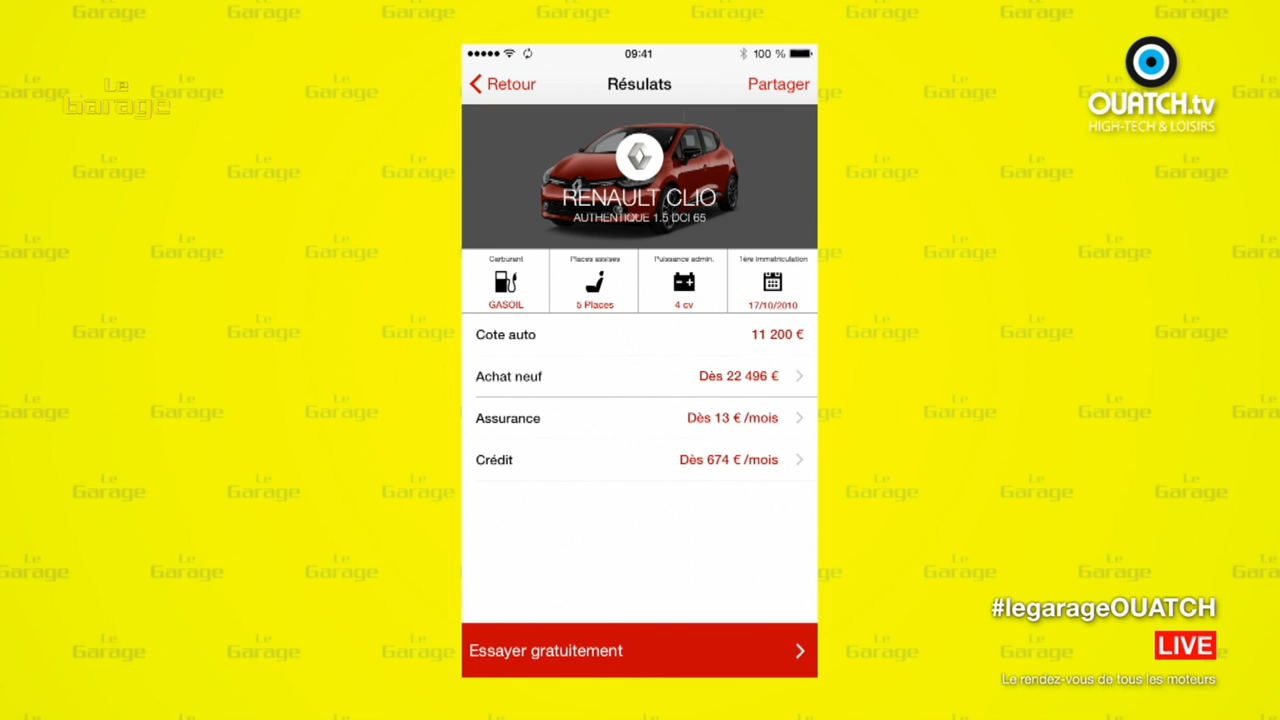 Le Garage
OUATCH.tv
HIGH-TECH & LOISIRS
09:41
100 %
Retour
Résulats
Partager
RENAULT CLIO
AUTHENTIQUE 1.5 DCI 65
Carburant
Places assises
Puissance admin.
1ère immatriculation
GASOIL
5 Places
4 cv
17/10/2010
Cote auto
11 200 €
Achat neuf
Dès 22 496 €
Assurance
Dès 13 € /mois
Crédit
Dès 674 € /mois
Essayer gratuitement
#legarageOUATCH
LIVE
Le rendez-vous de tous les moteurs